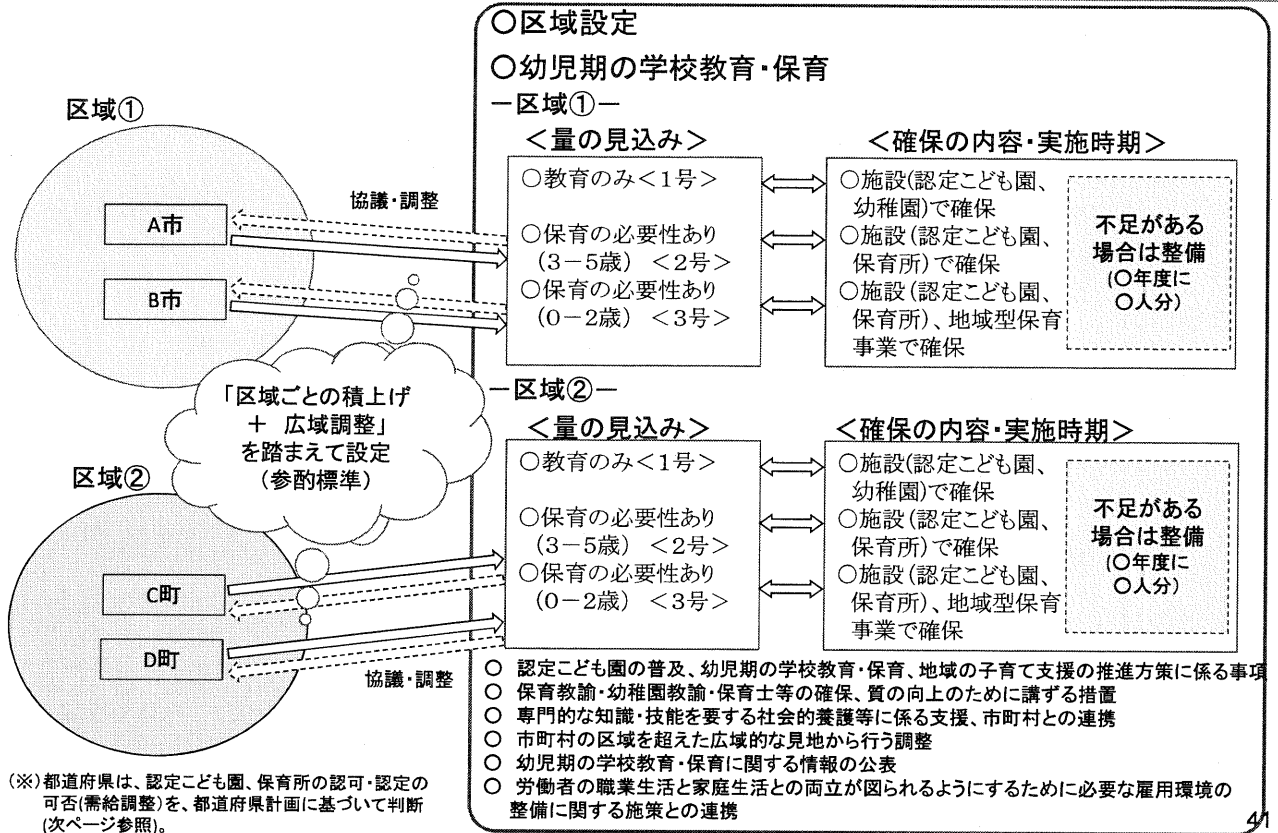 ○区域設定
○幼児期の学校教育・保育
区域①
A市
B市
協議・調整
「区域ごとの積上げ
＋ 広域調整」
を踏まえて設定
（参酌標準）
区域②
C町
D町
協議・調整
－区域①－
＜量の見込み＞
○教育のみ＜1号＞
○保育の必要性あり
（3－5歳） ＜2号＞
○保育の必要性あり
（0－2歳） ＜3号＞
＜確保の内容・実施時期＞
○施設(認定こども園、
幼稚園)で確保
○施設(認定こども園、
保育所)で確保
○施設(認定こども園、
保育所)、地域型保育
事業で確保
不足がある
場合は整備
(○年度に
○人分)
－区域②－
＜量の見込み＞
○教育のみ＜1号＞
○保育の必要性あり
（3－5歳） ＜2号＞
○保育の必要性あり
（0－2歳） ＜3号＞
＜確保の内容・実施時期＞
○施設(認定こども園、
幼稚園)で確保
○施設(認定こども園、
保育所)で確保
○施設(認定こども園、
保育所)、地域型保育
事業で確保
不足がある
場合は整備
(○年度に
○人分)
○ 認定こども園の普及、幼児期の学校教育・保育、地域の子育て支援の推進方策に係る事項
○ 保育教諭・幼稚園教諭・保育士等の確保、質の向上のために講ずる措置
○ 専門的な知識・技能を要する社会的養護等に係る支援、市町村との連携
○ 市町村の区域を超えた広域的な見地から行う調整
○ 幼児期の学校教育・保育に関する情報の公表
○ 労働者の職業生活と家庭生活との両立が図られるようにするために必要な雇用環境の
整備に関する施策との連携
(※)都道府県は、認定こども園、保育所の認可・認定の
可否(需給調整)を、都道府県計画に基づいて判断
(次ページ参照)。
41